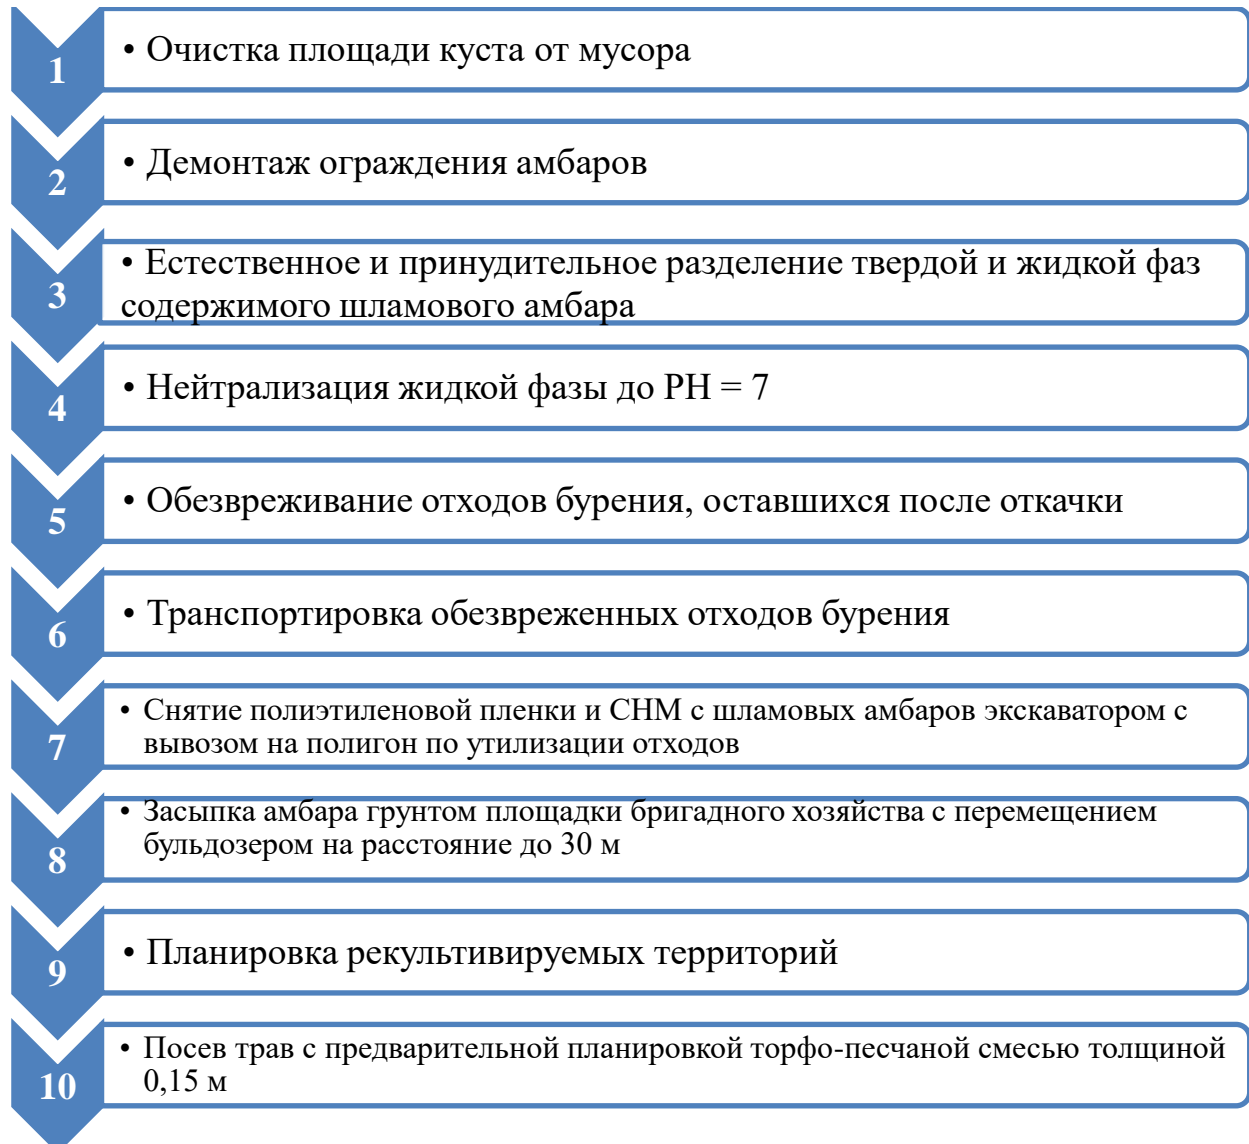 1
• Очистка площади куста от мусора
2
• Демонтаж ограждения амбаров
3
• Естественное и принудительное разделение твердой и жидкой фаз
содержимого шламового амбара
4
• Нейтрализация жидкой фазы до PH = 7
5
• Обезвреживание отходов бурения, оставшихся после откачки
6
• Транспортировка обезвреженных отходов бурения
7
• Снятие полиэтиленовой пленки и СНМ с шламовых амбаров экскаватором с
вывозом на полигон по утилизации отходов
8
• Засыпка амбара грунтом площадки бригадного хозяйства с перемещением
бульдозером на расстояние до 30 м
9
• Планировка рекультивируемых территорий
10
• Посев трав с предварительной планировкой торфо-песчаной смесью толщиной
0,15 м